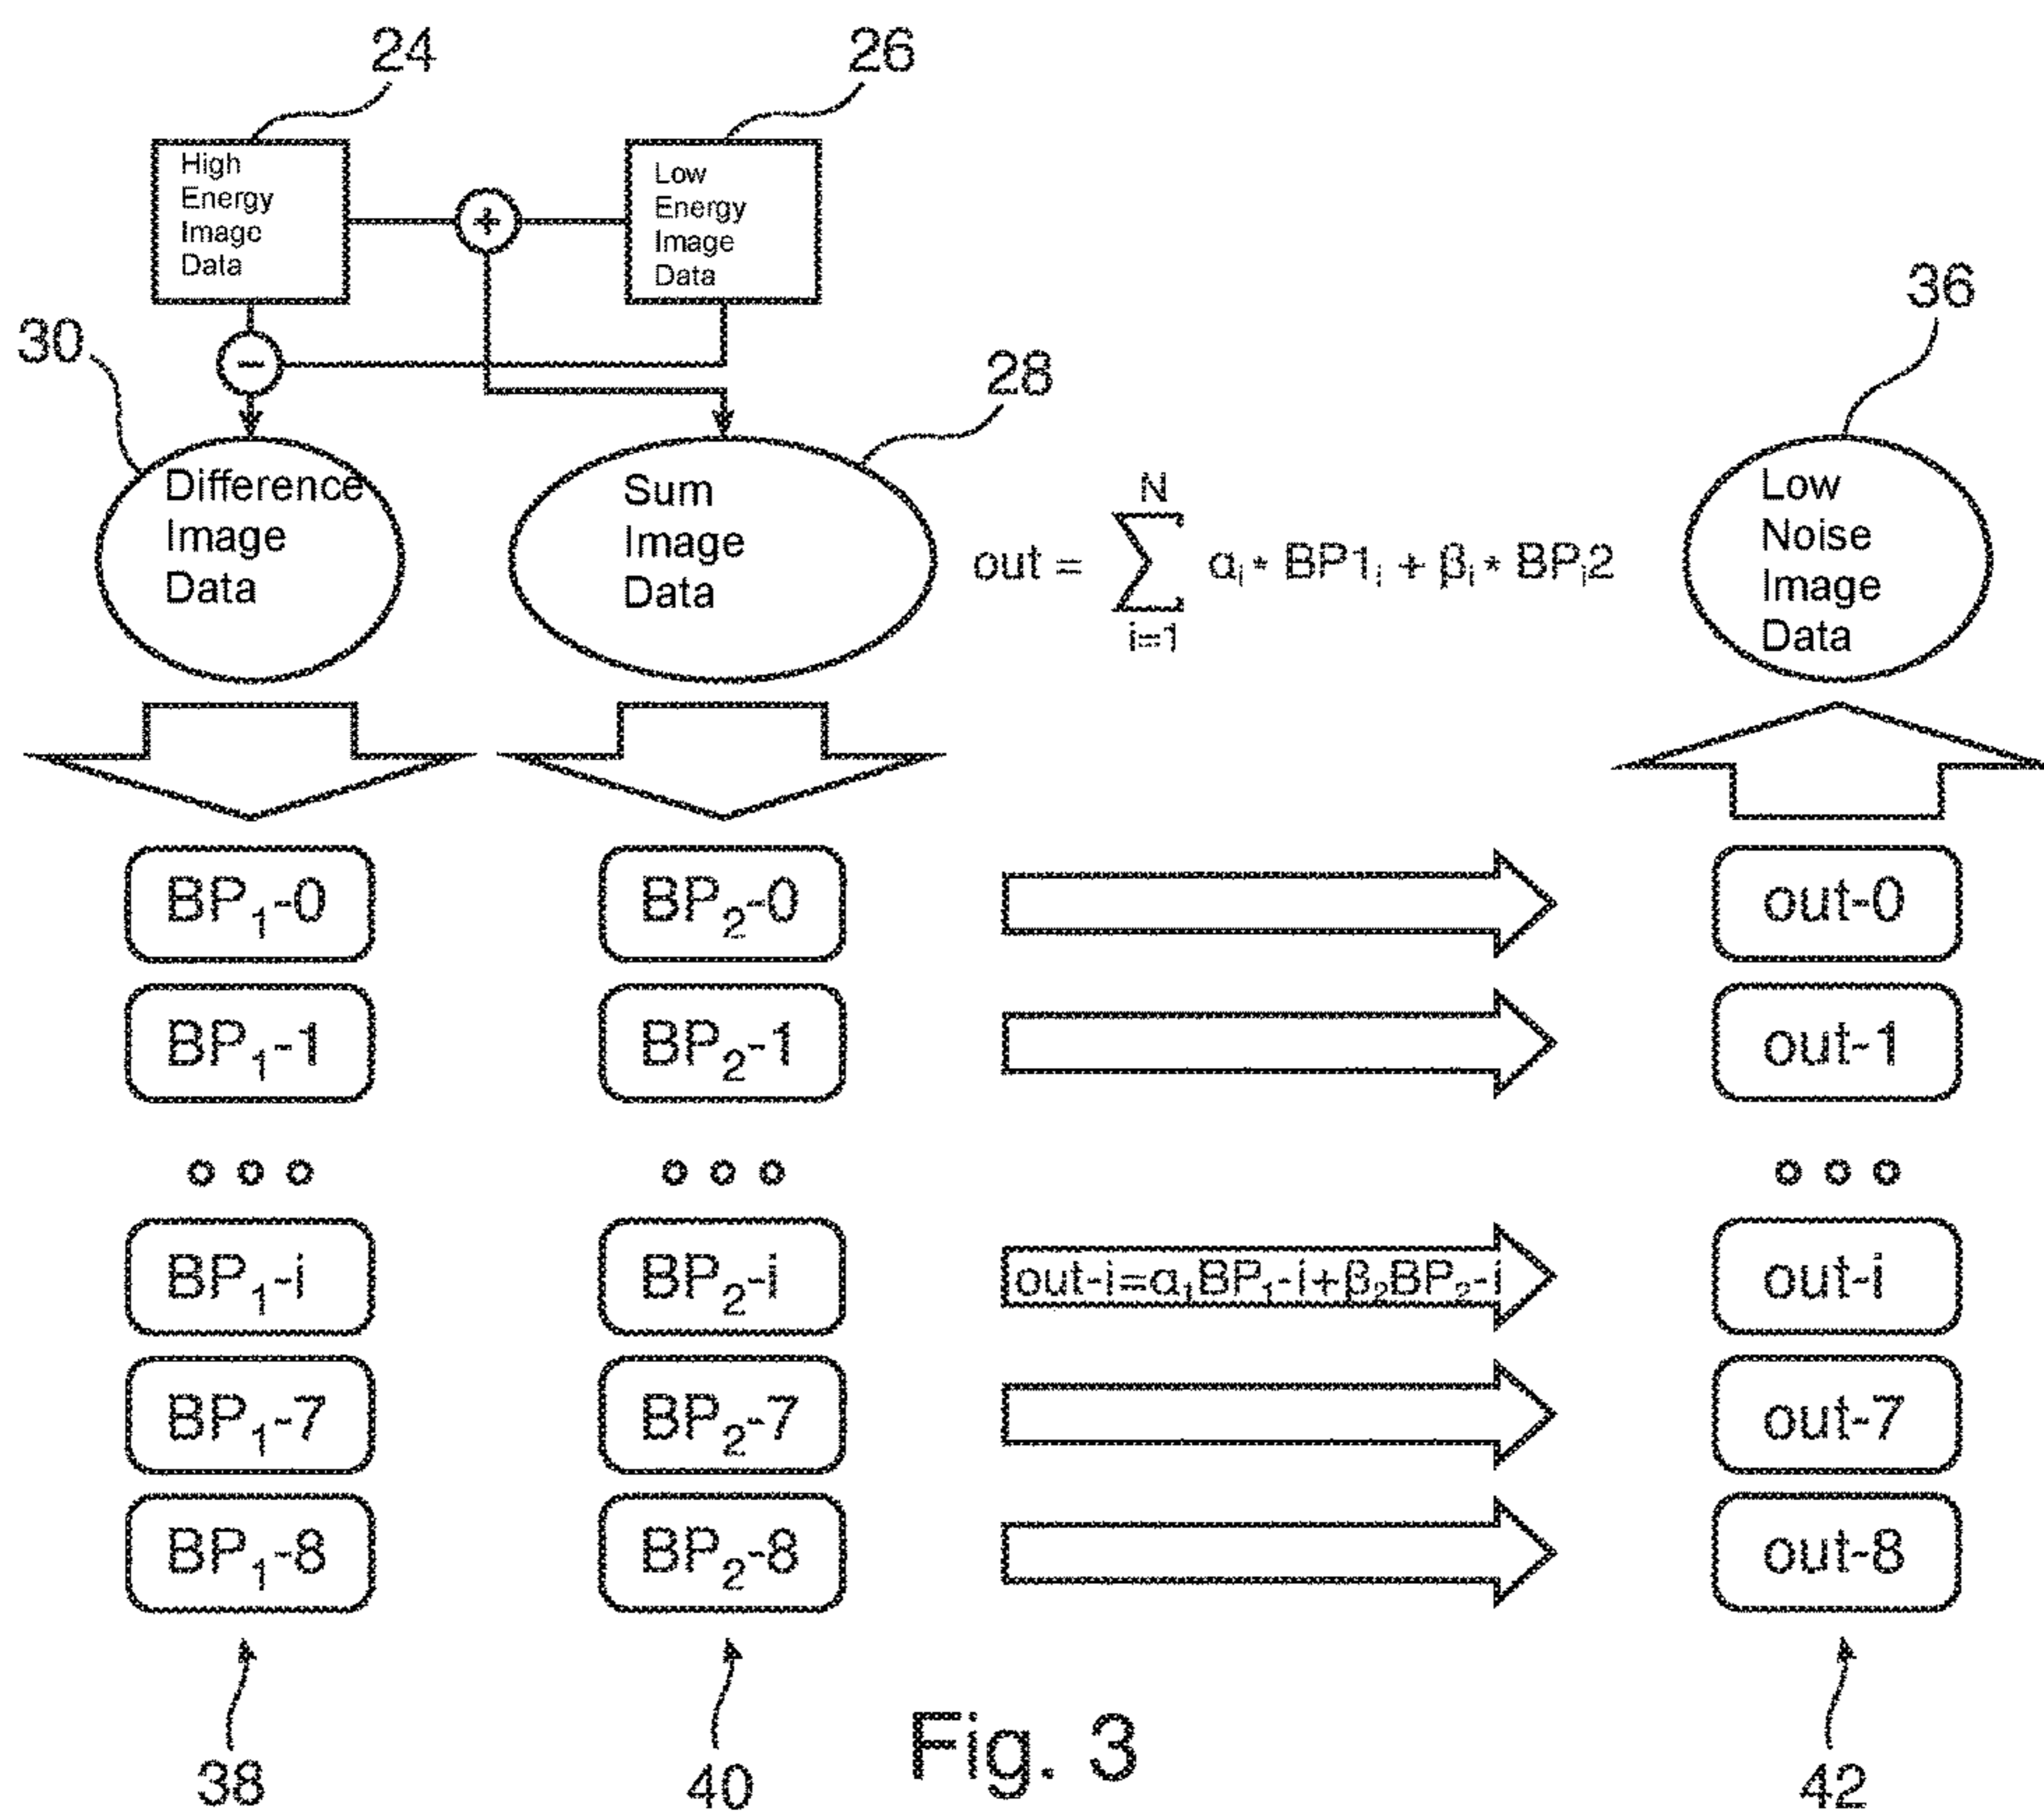 24
26
High
Energy
Image
Data
+
Low
Energy
Image
Data
36
30
−
28
Difference
Image
Data
Sum
Image
Data
out = N ∑ i=1 αᵢ * BP1ᵢ + βᵢ * BPᵢ2
Low
Noise
Image
Data
BP₁-0
BP₂-0
out-0
BP₁-1
BP₂-1
out-1
BP₁-i
BP₂-i
out-i=α₁BP₁-i+β₂BP₂-i
out-i
BP₁-7
BP₂-7
out-7
BP₁-8
BP₂-8
out-8
38
40
Fig. 3
42